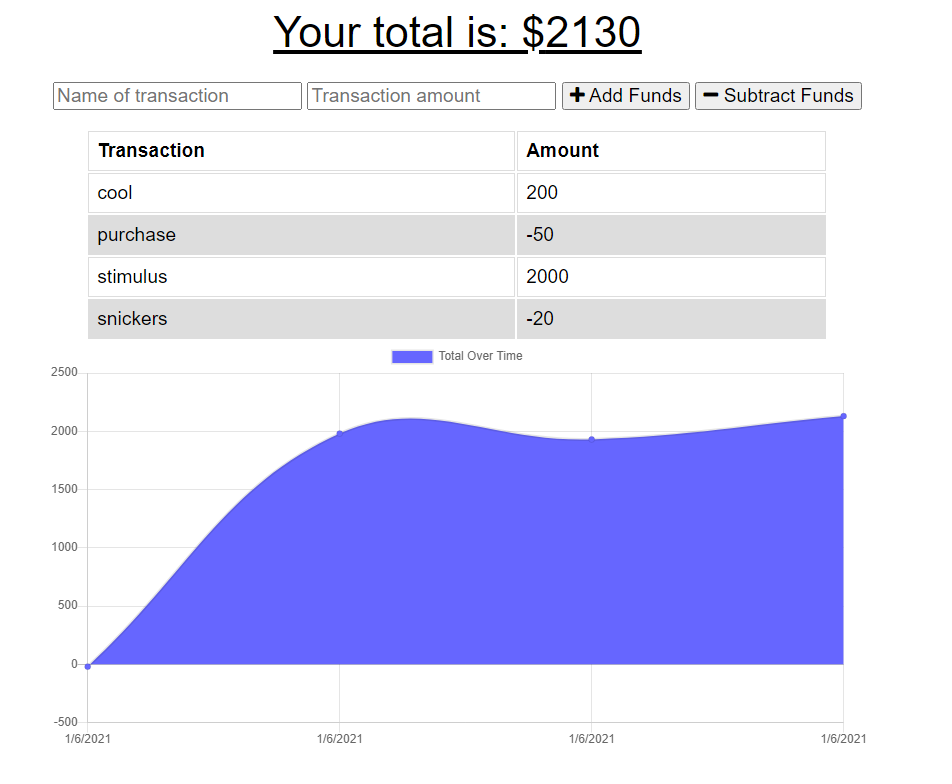 Your total is: $2130
Name of transaction Transaction amount Add Funds Subtract Funds
Transaction Amount
cool 200
purchase -50
stimulus 2000
snickers -20
Total Over Time
2500
2000
1500
1000
500
0
-500
1/6/2021 1/6/2021 1/6/2021 1/6/2021